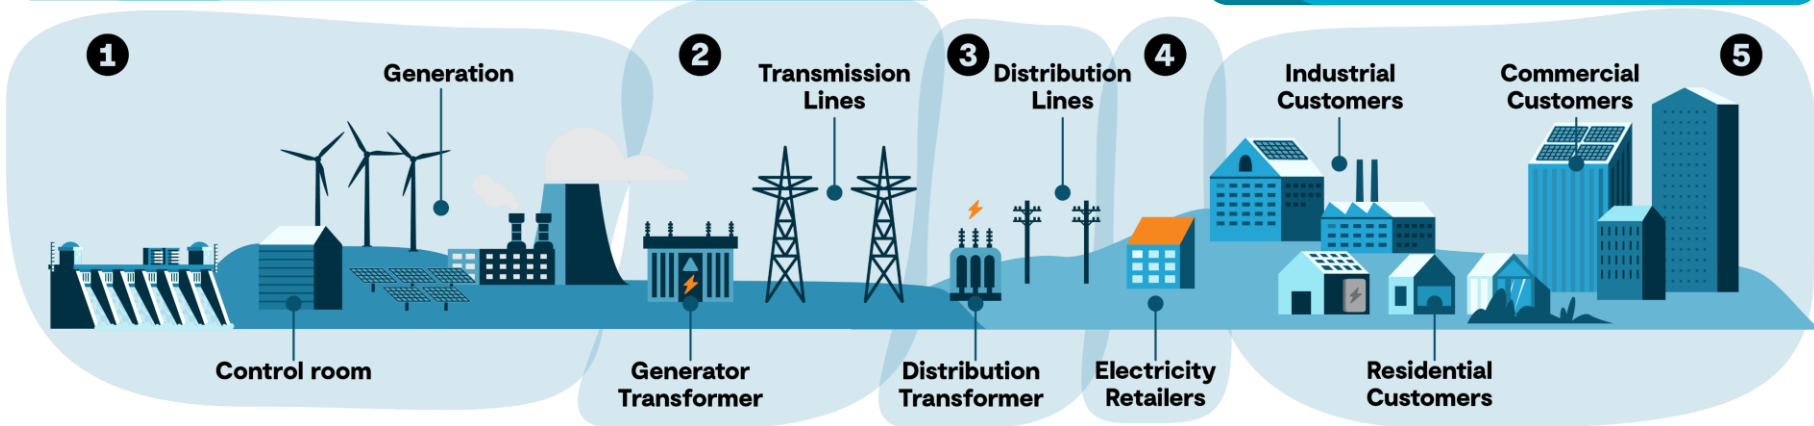 1
Generation
Control room
2
Transmission
Lines
Generator
Transformer
3
Distribution
Lines
Distribution
Transformer
4
Electricity
Retailers
5
Industrial
Customers
Commercial
Customers
Residential
Customers